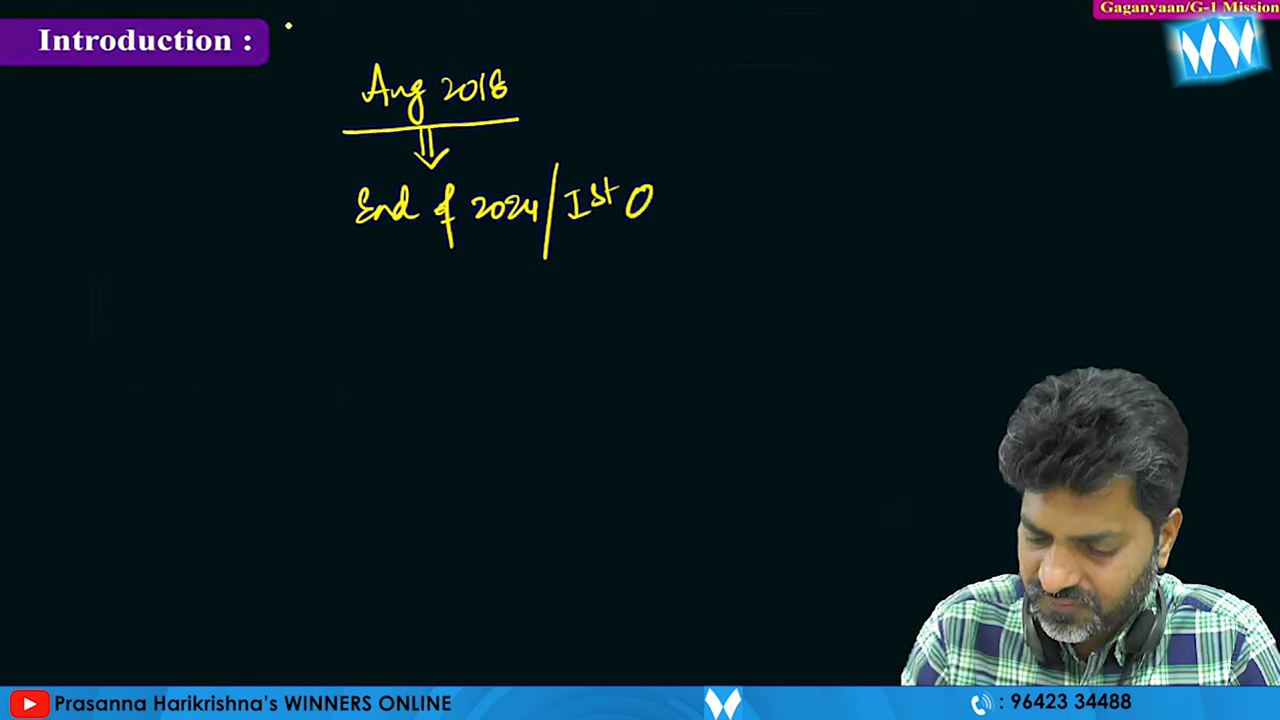 Gaganyaan/G-1 Mission
Introduction :
Aug 2018
End of 2024/Ist O
Prasanna Harikrishna's WINNERS ONLINE
: 96423 34488